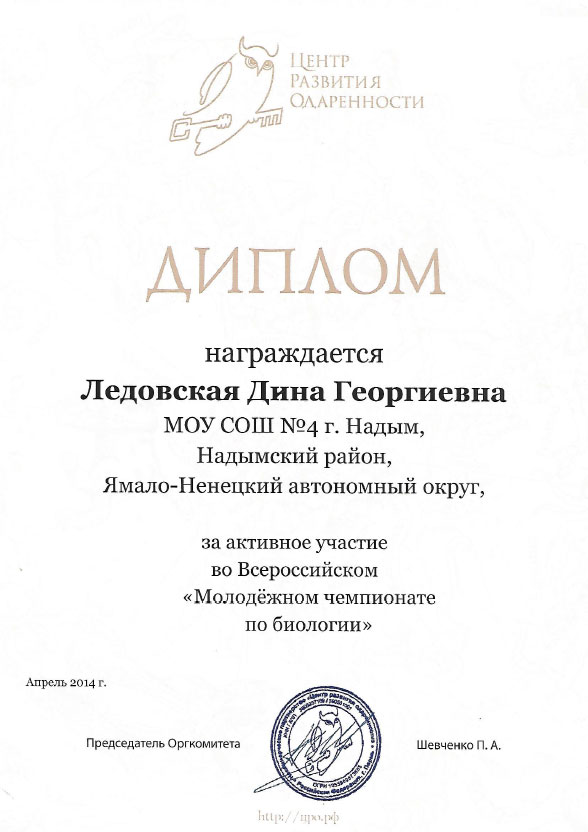 Центр
Развития
Одаренности
ДИПЛОМ
награждается
Ледовская Дина Георгиевна
МОУ СОШ №4 г. Надым,
Надымский район,
Ямало-Ненецкий автономный округ,
за активное участие
во Всероссийском
«Молодёжном чемпионате
по биологии»
Апрель 2014 г.
Председатель Оргкомитета
Шевченко П. А.
http://цро.рф